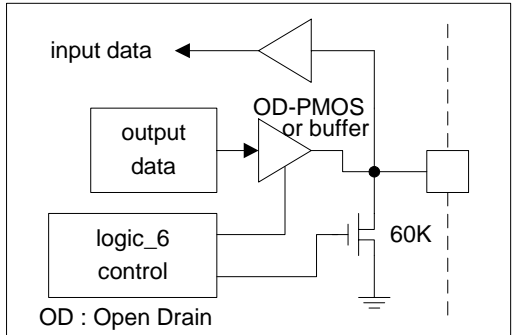 input data
OD-PMOS
or buffer
output
data
logic_6
control
60K
OD : Open Drain